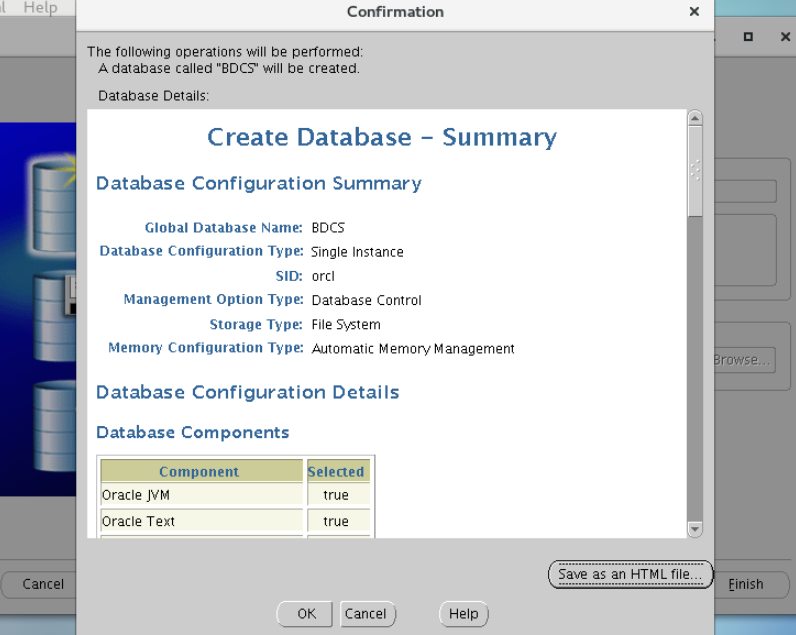 Help
Confirmation
The following operations will be performed:
A database called "BDCS" will be created.
Database Details:
Create Database – Summary
Database Configuration Summary
Global Database Name: BDCS
Database Configuration Type: Single Instance
SID: orcl
Management Option Type: Database Control
Storage Type: File System
Memory Configuration Type: Automatic Memory Management
Browse...
Database Configuration Details
Database Components
Component Selected
Oracle JVM true
Oracle Text true
Save as an HTML file...
Cancel
Finish
OK Cancel Help